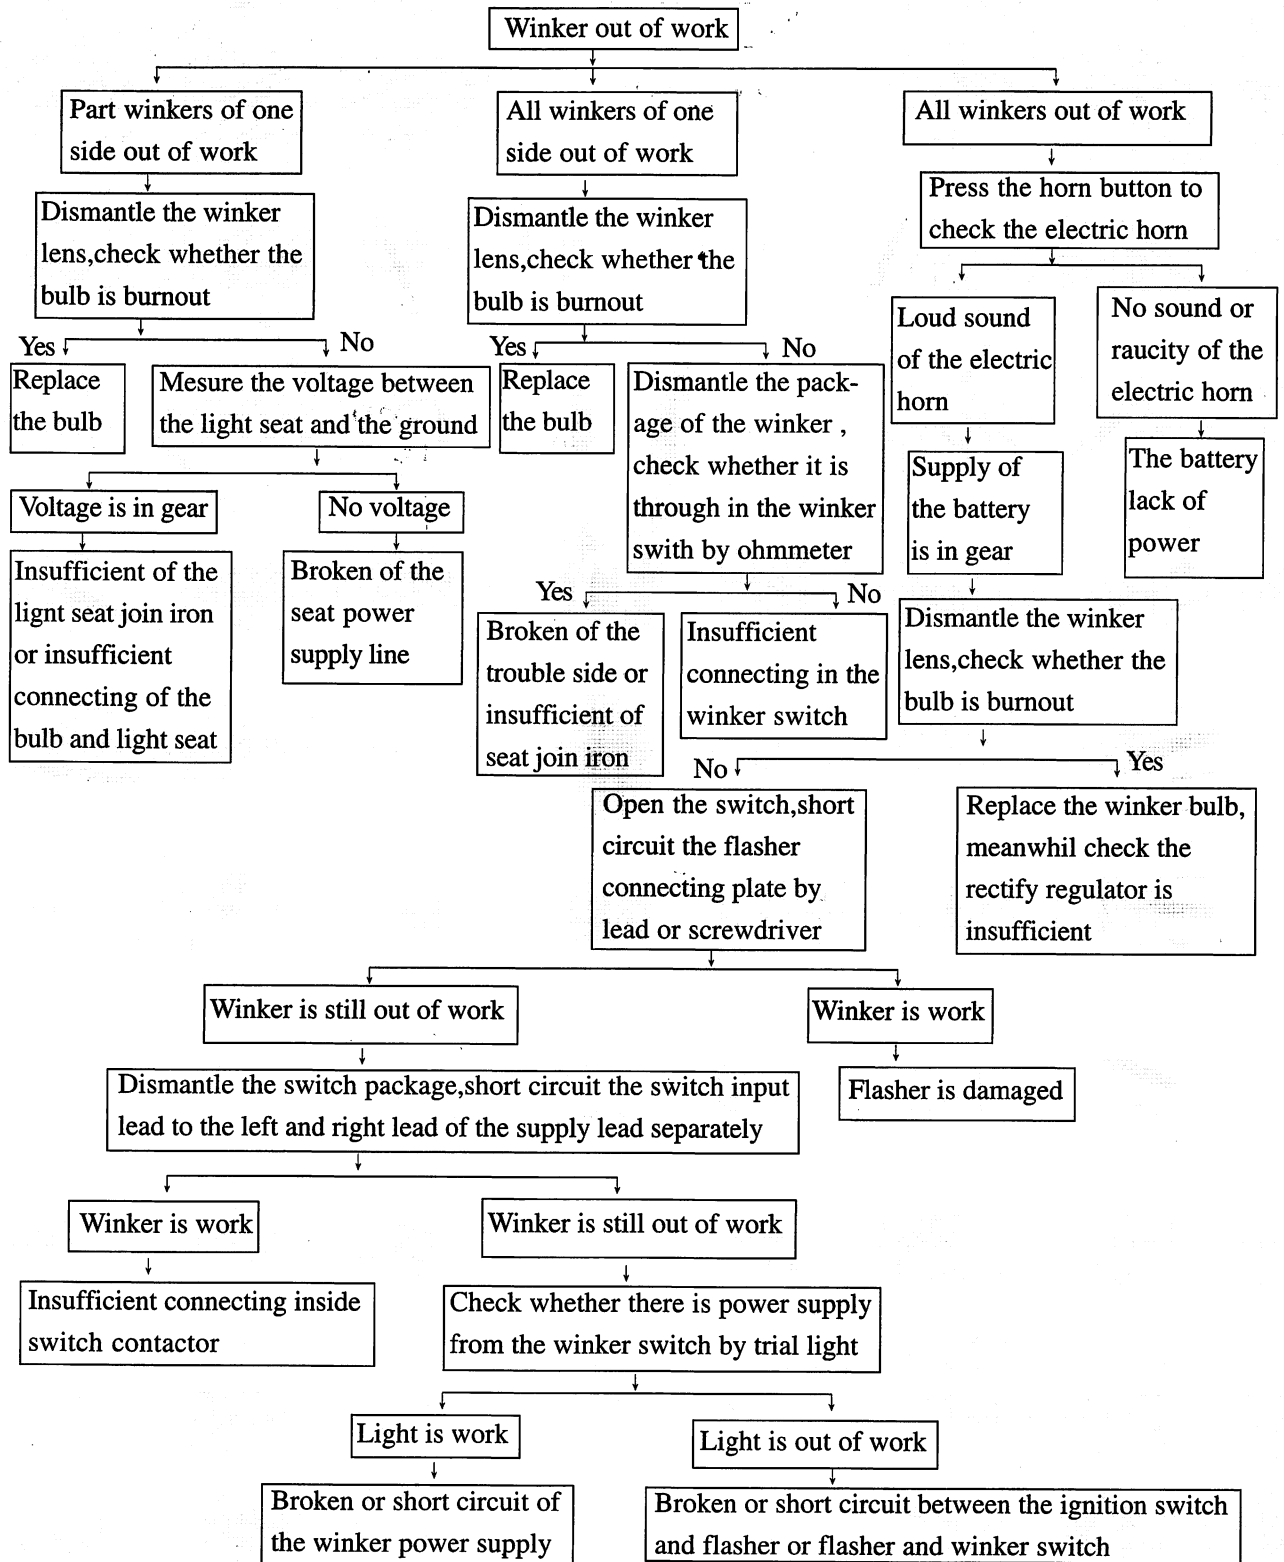 Winker out of work
Part winkers of one
side out of work
All winkers of one
side out of work
All winkers out of work
Dismantle the winker
lens,check whether the
bulb is burnout
Dismantle the winker
lens,check whether the
bulb is burnout
Press the horn button to
check the electric horn
Yes
No
Yes
No
Replace
the bulb
Mesure the voltage between
the light seat and the ground
Replace
the bulb
Dismantle the pack-
age of the winker ,
check whether it is
through in the winker
swith by ohmmeter
Loud sound
of the electric
horn
No sound or
raucity of the
electric horn
Voltage is in gear
No voltage
Supply of
the battery
is in gear
The battery
lack of
power
Insufficient of the
lignt seat join iron
or insufficient
connecting of the
bulb and light seat
Broken of the
seat power
supply line
Yes
No
Broken of the
trouble side or
insufficient of
seat join iron
Insufficient
connecting in the
winker switch
Dismantle the winker
lens,check whether the
bulb is burnout
No
Yes
Open the switch,short
circuit the flasher
connecting plate by
lead or screwdriver
Replace the winker bulb,
meanwhil check the
rectify regulator is
insufficient
Winker is still out of work
Winker is work
Dismantle the switch package,short circuit the switch input
lead to the left and right lead of the supply lead separately
Flasher is damaged
Winker is work
Winker is still out of work
Insufficient connecting inside
switch contactor
Check whether there is power supply
from the winker switch by trial light
Light is work
Light is out of work
Broken or short circuit of
the winker power supply
Broken or short circuit between the ignition switch
and flasher or flasher and winker switch